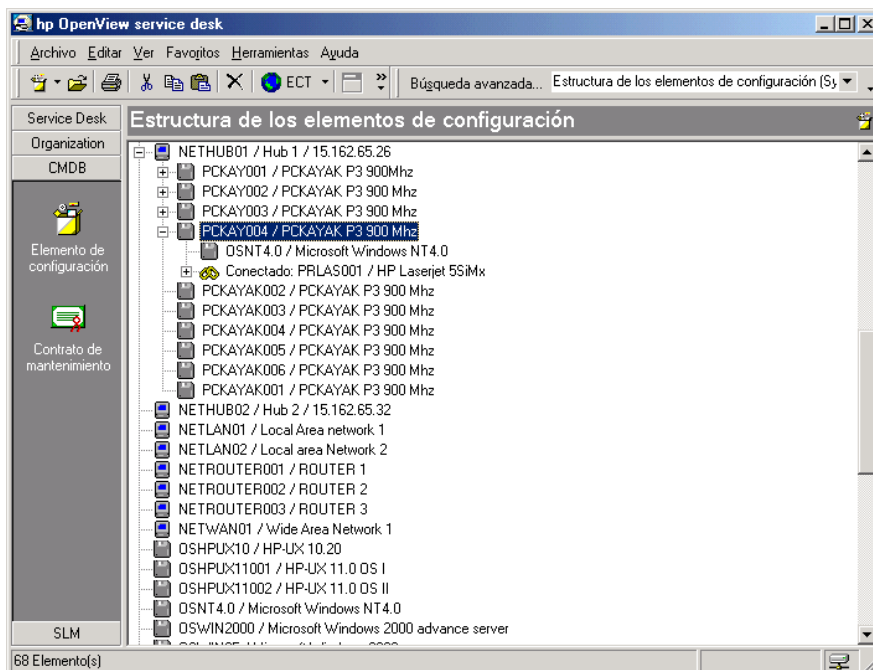 hp OpenView service desk
Archivo Editar Ver Favoritos Herramientas Ayuda
ECT Búsqueda avanzada... Estructura de los elementos de configuración (Sy
Service Desk
Organization
CMDB
Elemento de
configuración
Contrato de
mantenimiento
SLM
Estructura de los elementos de configuración
NETHUB01 / Hub 1 / 15.162.65.26
PCKAY001 / PCKAYAK P3 900Mhz
PCKAY002 / PCKAYAK P3 900 Mhz
PCKAY003 / PCKAYAK P3 900 Mhz
PCKAY004 / PCKAYAK P3 900 Mhz
OSNT4.0 / Microsoft Windows NT4.0
Conectado: PRLAS001 / HP Laserjet 5SiMx
PCKAYAK002 / PCKAYAK P3 900 Mhz
PCKAYAK003 / PCKAYAK P3 900 Mhz
PCKAYAK004 / PCKAYAK P3 900 Mhz
PCKAYAK005 / PCKAYAK P3 900 Mhz
PCKAYAK006 / PCKAYAK P3 900 Mhz
PCKAYAK001 / PCKAYAK P3 900 Mhz
NETHUB02 / Hub 2 / 15.162.65.32
NETLAN01 / Local Area network 1
NETLAN02 / Local area Network 2
NETROUTER001 / ROUTER 1
NETROUTER002 / ROUTER 2
NETROUTER003 / ROUTER 3
NETWAN01 / Wide Area Network 1
OSHPUX10 / HP-UX 10.20
OSHPUX11001 / HP-UX 11.0 OS I
OSHPUX11002 / HP-UX 11.0 OS II
OSNT4.0 / Microsoft Windows NT4.0
OSWIN2000 / Microsoft Windows 2000 advance server
68 Elemento(s)